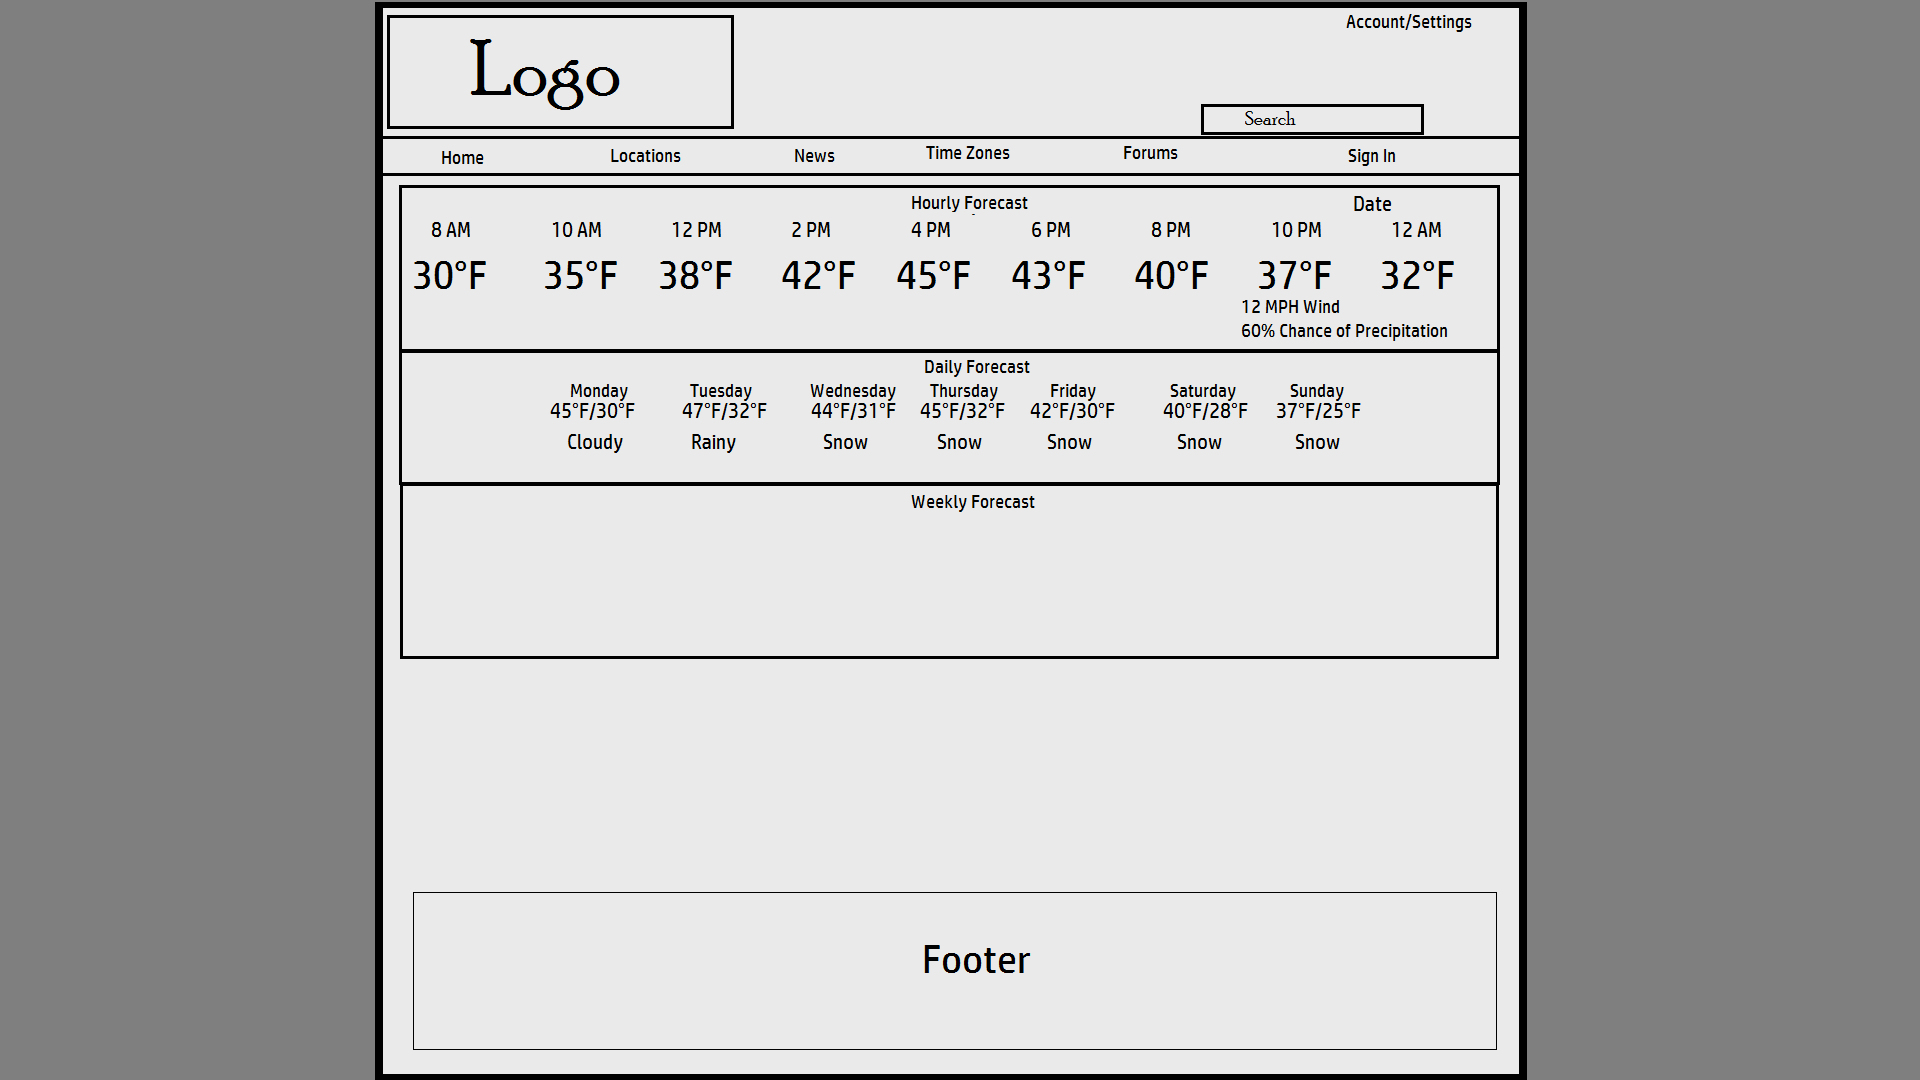 Account/Settings
Logo
Search
Home Locations News Time Zones Forums Sign In
Hourly Forecast Date
8 AM 10 AM 12 PM 2 PM 4 PM 6 PM 8 PM 10 PM 12 AM
30°F 35°F 38°F 42°F 45°F 43°F 40°F 37°F 32°F
12 MPH Wind
60% Chance of Precipitation
Daily Forecast
Monday Tuesday Wednesday Thursday Friday Saturday Sunday
45°F/30°F 47°F/32°F 44°F/31°F 45°F/32°F 42°F/30°F 40°F/28°F 37°F/25°F
Cloudy Rainy Snow Snow Snow Snow Snow
Weekly Forecast
Footer